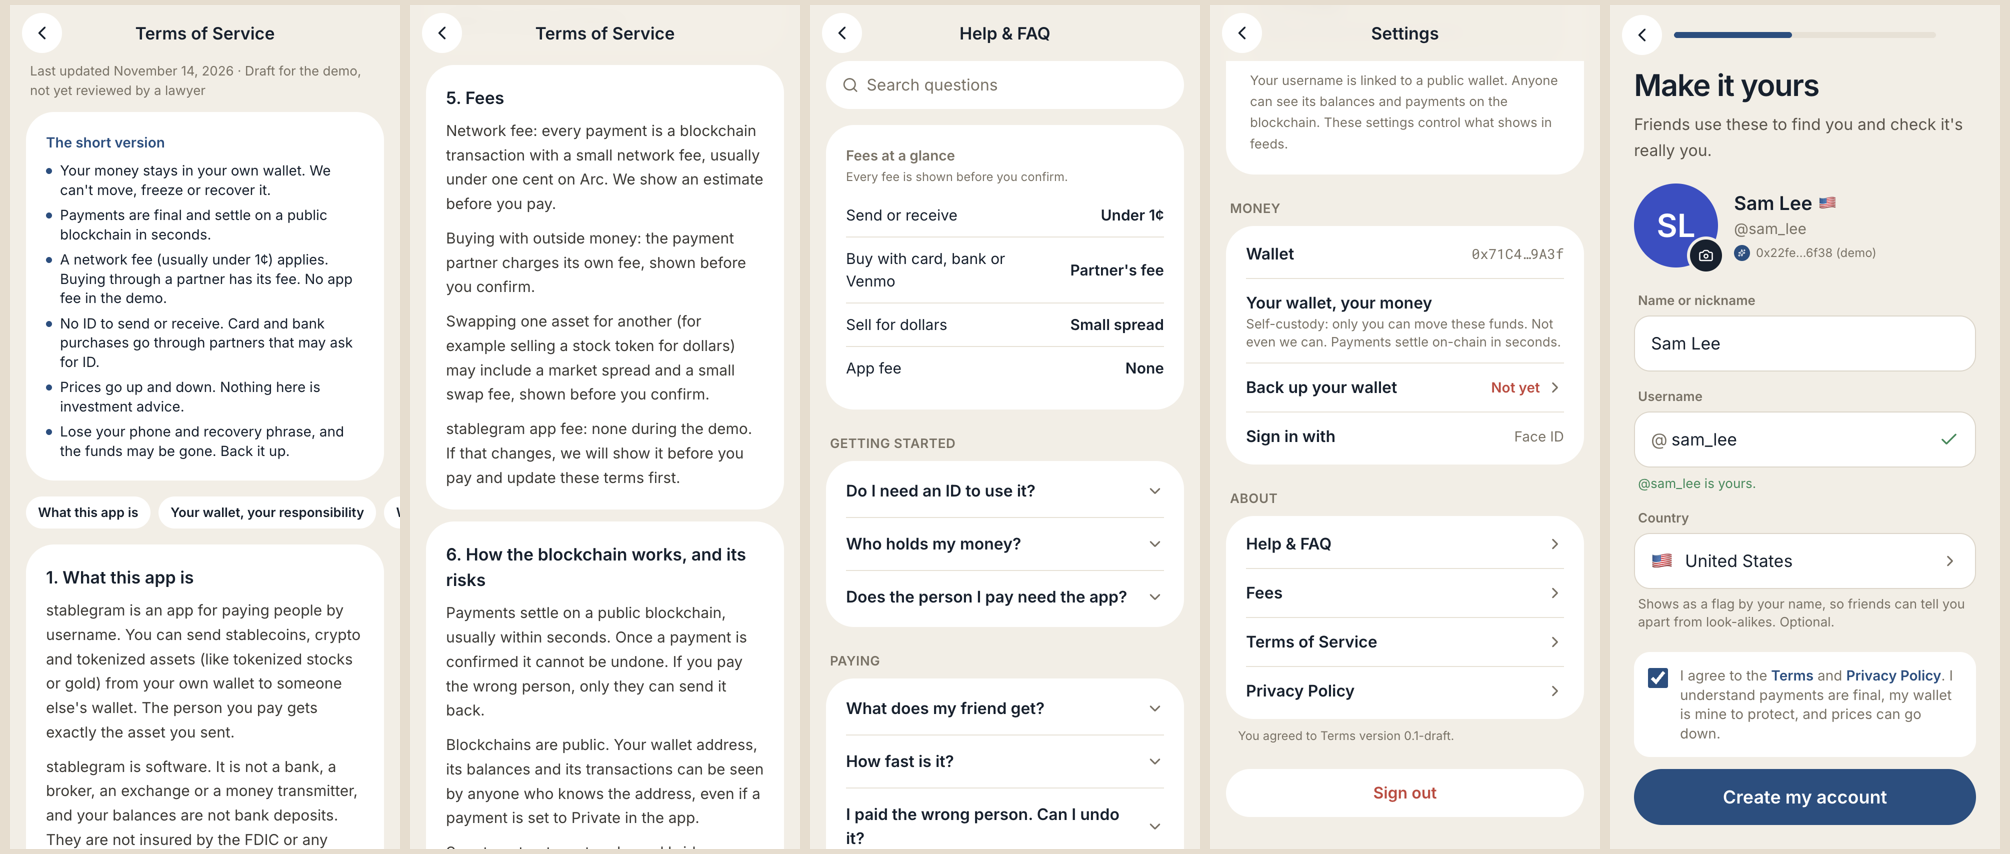 Terms of Service
Last updated November 14, 2026 · Draft for the demo,
not yet reviewed by a lawyer
The short version
Your money stays in your own wallet. We
can't move, freeze or recover it.
Payments are final and settle on a public
blockchain in seconds.
A network fee (usually under 1¢) applies.
Buying through a partner has its fee. No app
fee in the demo.
No ID to send or receive. Card and bank
purchases go through partners that may ask
for ID.
Prices go up and down. Nothing here is
investment advice.
Lose your phone and recovery phrase, and
the funds may be gone. Back it up.
What this app is
Your wallet, your responsibility
1. What this app is
stablegram is an app for paying people by
username. You can send stablecoins, crypto
and tokenized assets (like tokenized stocks
or gold) from your own wallet to someone
else's wallet. The person you pay gets
exactly the asset you sent.
stablegram is software. It is not a bank, a
broker, an exchange or a money transmitter,
and your balances are not bank deposits.
They are not insured by the FDIC or any
Terms of Service
5. Fees
Network fee: every payment is a blockchain
transaction with a small network fee, usually
under one cent on Arc. We show an estimate
before you pay.
Buying with outside money: the payment
partner charges its own fee, shown before
you confirm.
Swapping one asset for another (for
example selling a stock token for dollars)
may include a market spread and a small
swap fee, shown before you confirm.
stablegram app fee: none during the demo.
If that changes, we will show it before you
pay and update these terms first.
6. How the blockchain works, and its
risks
Payments settle on a public blockchain,
usually within seconds. Once a payment is
confirmed it cannot be undone. If you pay
the wrong person, only they can send it
back.
Blockchains are public. Your wallet address,
its balances and its transactions can be seen
by anyone who knows the address, even if a
payment is set to Private in the app.
Help & FAQ
Search questions
Fees at a glance
Every fee is shown before you confirm.
Send or receive Under 1¢
Buy with card, bank or
Venmo Partner's fee
Sell for dollars Small spread
App fee None
GETTING STARTED
Do I need an ID to use it?
Who holds my money?
Does the person I pay need the app?
PAYING
What does my friend get?
How fast is it?
I paid the wrong person. Can I undo
it?
Settings
Your username is linked to a public wallet. Anyone
can see its balances and payments on the
blockchain. These settings control what shows in
feeds.
MONEY
Wallet 0x71C4…9A3f
Your wallet, your money
Self-custody: only you can move these funds. Not
even we can. Payments settle on-chain in seconds.
Back up your wallet Not yet
Sign in with Face ID
ABOUT
Help & FAQ
Fees
Terms of Service
Privacy Policy
You agreed to Terms version 0.1-draft.
Sign out
Make it yours
Friends use these to find you and check it's
really you.
SL
Sam Lee 🇺🇸
@sam_lee
0x22fe…6f38 (demo)
Name or nickname
Sam Lee
Username
@ sam_lee
@sam_lee is yours.
Country
🇺🇸 United States
Shows as a flag by your name, so friends can tell you
apart from look-alikes. Optional.
I agree to the Terms and Privacy Policy. I
understand payments are final, my wallet
is mine to protect, and prices can go
down.
Create my account